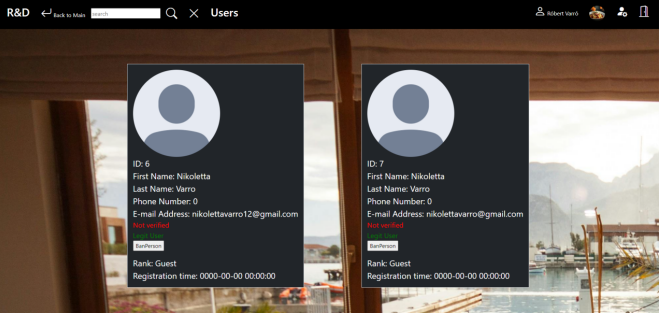 R&D Back to Main search Users Róbert Varró
ID: 6
First Name: Nikoletta
Last Name: Varro
Phone Number: 0
E-mail Address: nikolettavarro12@gmail.com
Not verified
Legit User
BanPerson
Rank: Guest
Registration time: 0000-00-00 00:00:00
ID: 7
First Name: Nikoletta
Last Name: Varro
Phone Number: 0
E-mail Address: nikolettavarro@gmail.com
Not verified
Legit User
BanPerson
Rank: Guest
Registration time: 0000-00-00 00:00:00